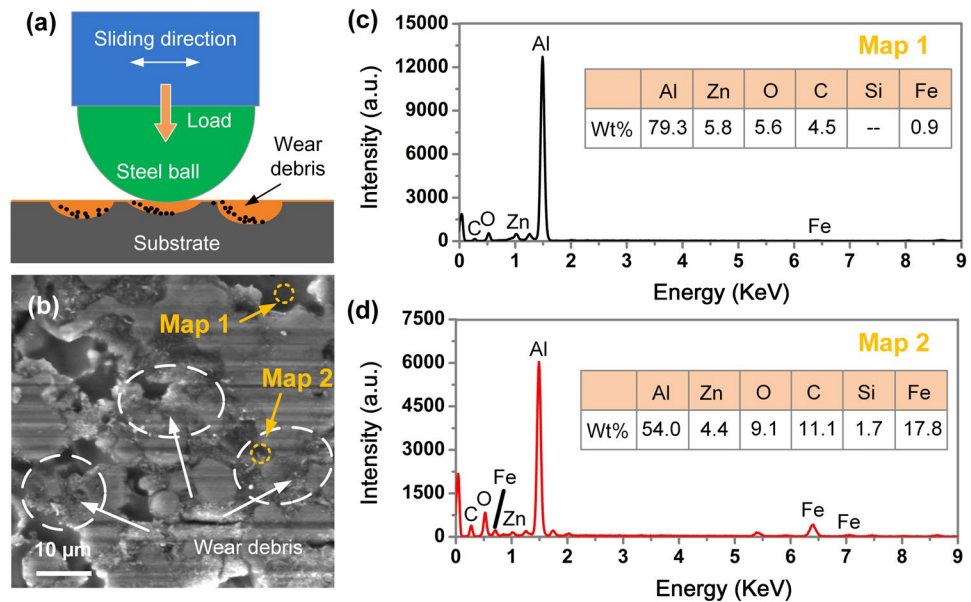 (a)
Sliding direction
Load
Wear
debris
Steel ball
Substrate
(b)
Map 1
Map 2
Wear debris
10 μm
(c)
Map 1
Intensity (a.u.)
15000
12000
9000
6000
3000
0
Al
C
O
Zn
Fe
Al Zn O C Si Fe
Wt% 79.3 5.8 5.6 4.5 -- 0.9
0 1 2 3 4 5 6 7 8 9
Energy (KeV)
(d)
Map 2
Intensity (a.u.)
7500
6000
4500
3000
1500
0
Al
C
O
Fe
Zn
Fe
Fe
Al Zn O C Si Fe
Wt% 54.0 4.4 9.1 11.1 1.7 17.8
0 1 2 3 4 5 6 7 8 9
Energy (KeV)